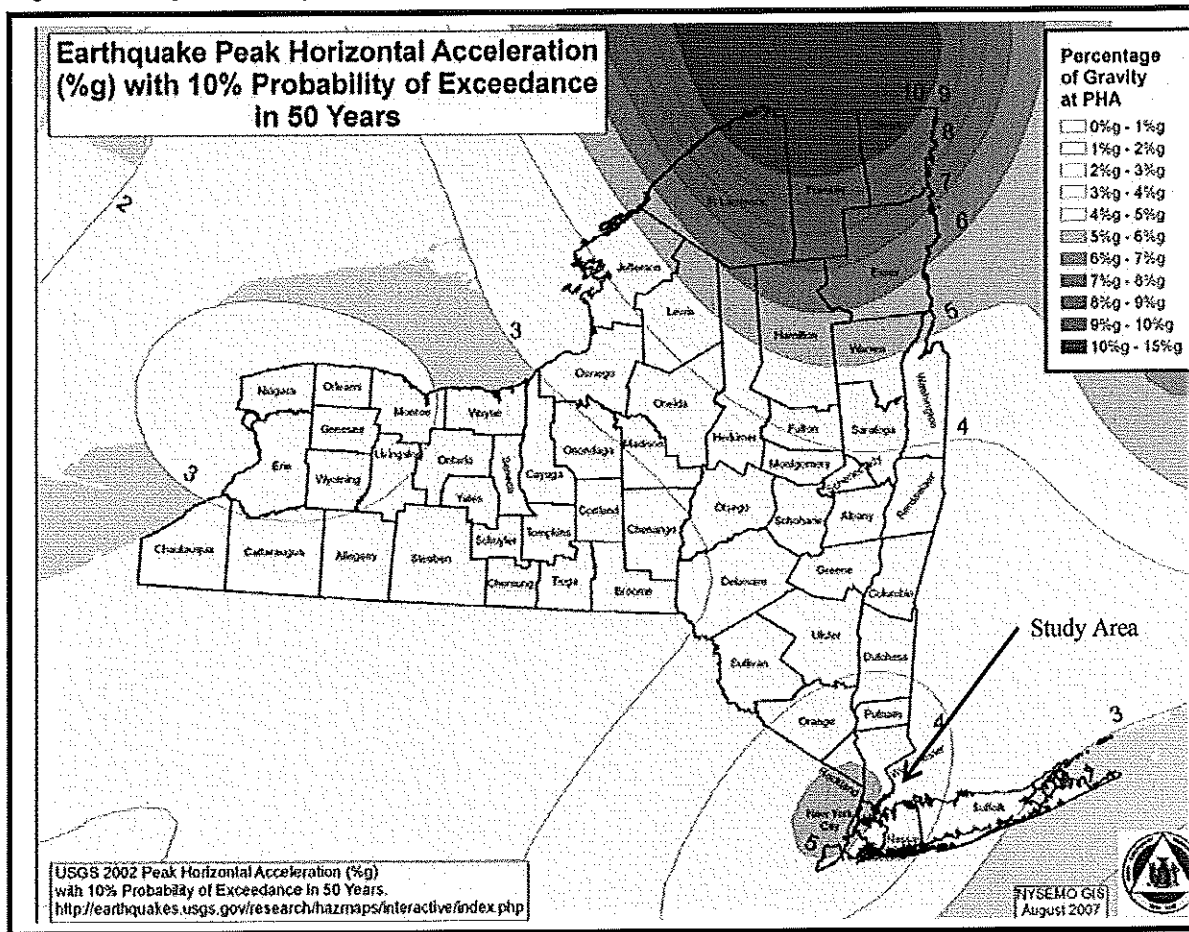 Earthquake Peak Horizontal Acceleration
(%g) with 10% Probability of Exceedance
In 50 Years
Percentage
of Gravity
at PHA
0%g - 1%g
1%g - 2%g
2%g - 3%g
3%g - 4%g
4%g - 5%g
5%g - 6%g
6%g - 7%g
7%g - 8%g
8%g - 9%g
9%g - 10%g
10%g - 15%g
10 9
8
7
6
5
4
2
3
3
Jefferson
Lewis
Essex
Hamilton
Warren
Washington
Oswego
Oneida
Herkimer
Fulton
Saratoga
Montgomery
Niagara
Orleans
Monroe
Wayne
Genesee
Erie
Wyoming
Livingston
Ontario
Yates
Seneca
Cayuga
Onondaga
Madison
Cortland
Chenango
Otsego
Schoharie
Albany
Rensselaer
Schuyler
Tompkins
Chautauqua
Cattaraugus
Allegany
Steuben
Chemung
Tioga
Broome
Delaware
Greene
Columbia
Ulster
Sullivan
Dutchess
Orange
Putnam
Study Area
4
3
Rockland
New York
City
Suffolk
5
USGS 2002 Peak Horizontal Acceleration (%g)
with 10% Probability of Exceedance In 50 Years.
http://earthquakes.usgs.gov/research/hazmaps/interactive/index.php
NYSEMO GIS
August 2007